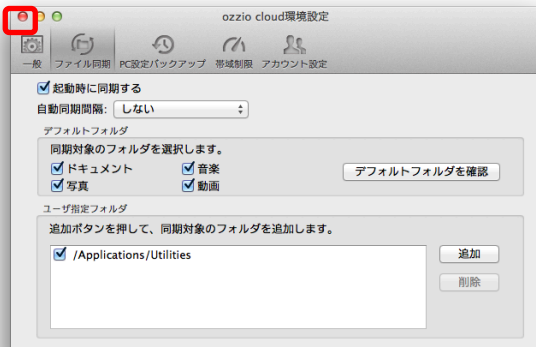 ozzio cloud環境設定
一般 ファイル同期 PC設定バックアップ 帯域制限 アカウント設定
起動時に同期する
自動同期間隔: しない
デフォルトフォルダ
同期対象のフォルダを選択します。
ドキュメント 音楽 デフォルトフォルダを確認
写真 動画
ユーザ指定フォルダ
追加ボタンを押して、同期対象のフォルダを追加します。
/Applications/Utilities 追加
削除